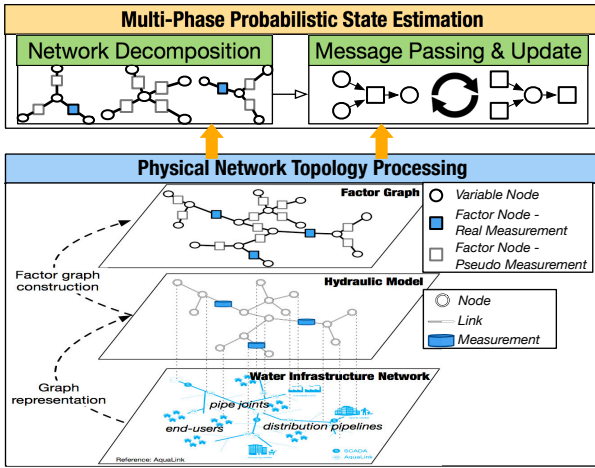 Multi-Phase Probabilistic State Estimation
Network Decomposition
Message Passing & Update
Physical Network Topology Processing
Factor Graph
Variable Node
Factor Node -
Real Measurement
Factor Node -
Pseudo Measurement
Factor graph
construction
Hydraulic Model
Node
Link
Measurement
Graph
representation
Water Infrastructure Network
pipe joints
end-users
distribution pipelines
SCADA
AquaLink
Reference: AquaLink